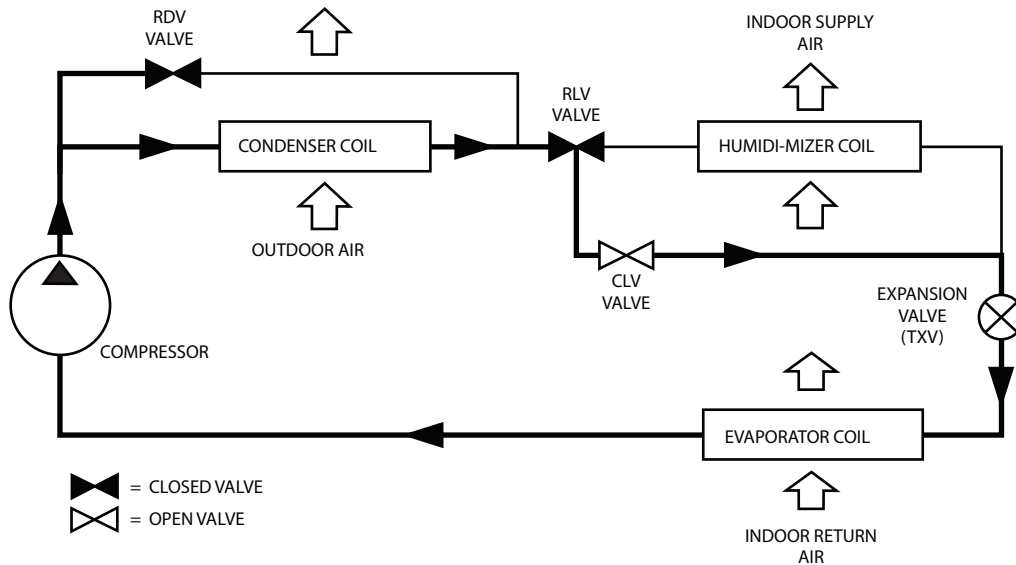 RDV
VALVE
INDOOR SUPPLY
AIR
RLV
VALVE
CONDENSER COIL
HUMIDI-MIZER COIL
OUTDOOR AIR
CLV
VALVE
EXPANSION
VALVE
(TXV)
COMPRESSOR
EVAPORATOR COIL
= CLOSED VALVE
= OPEN VALVE
INDOOR RETURN
AIR